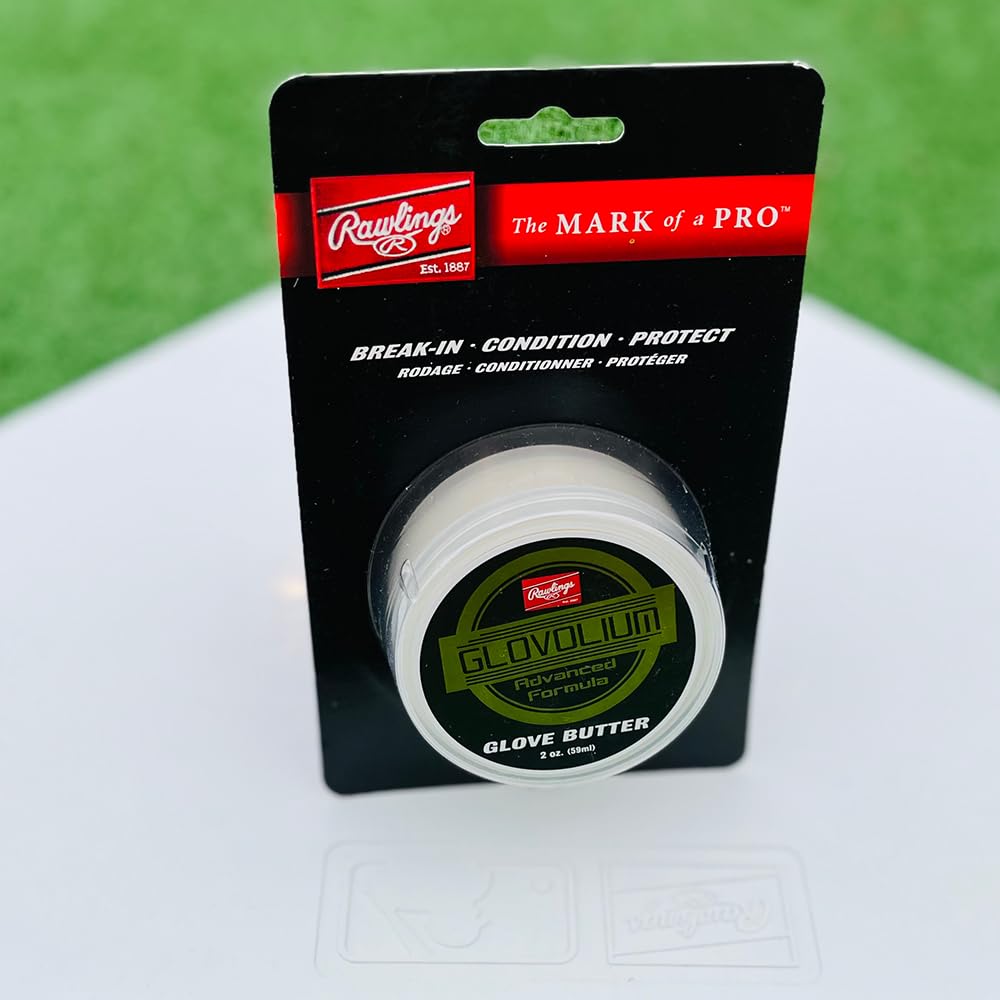 Rawlings®
R
Est. 1887
The MARK of a PRO™
BREAK-IN · CONDITION · PROTECT
RODAGE · CONDITIONNER · PROTÉGER
Rawlings
R
GLOVOLIUM
Advanced
Formula
GLOVE BUTTER
2 oz. (59ml)
Rawlings